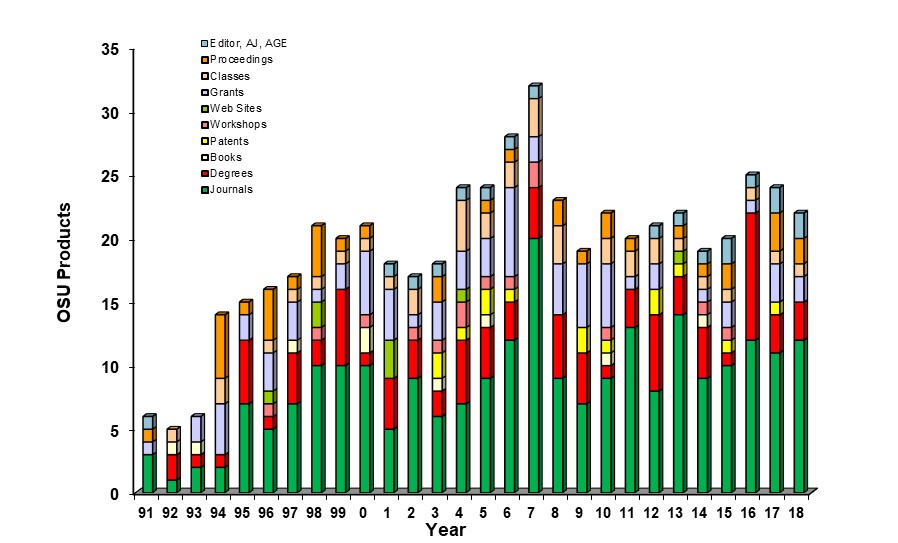 35
30
25
20
15
10
5
0
OSU Products
Editor, AJ, AGE
Proceedings
Classes
Grants
Web Sites
Workshops
Patents
Books
Degrees
Journals
91 92 93 94 95 96 97 98 99 0 1 2 3 4 5 6 7 8 9 10 11 12 13 14 15 16 17 18
Year